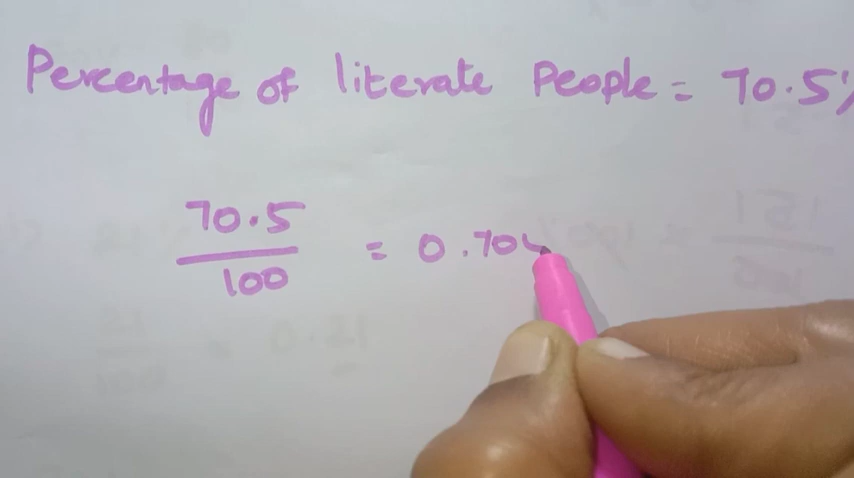 Percentage of literate People = 70.5%
70.5
100
= 0.70